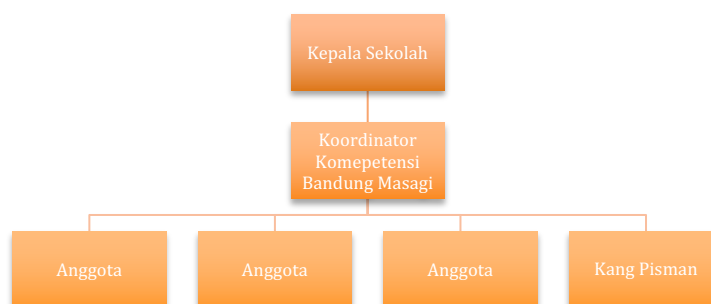 Kepala Sekolah
Koordinator
Komepetensi
Bandung Masagi
Anggota
Anggota
Anggota
Kang Pisman